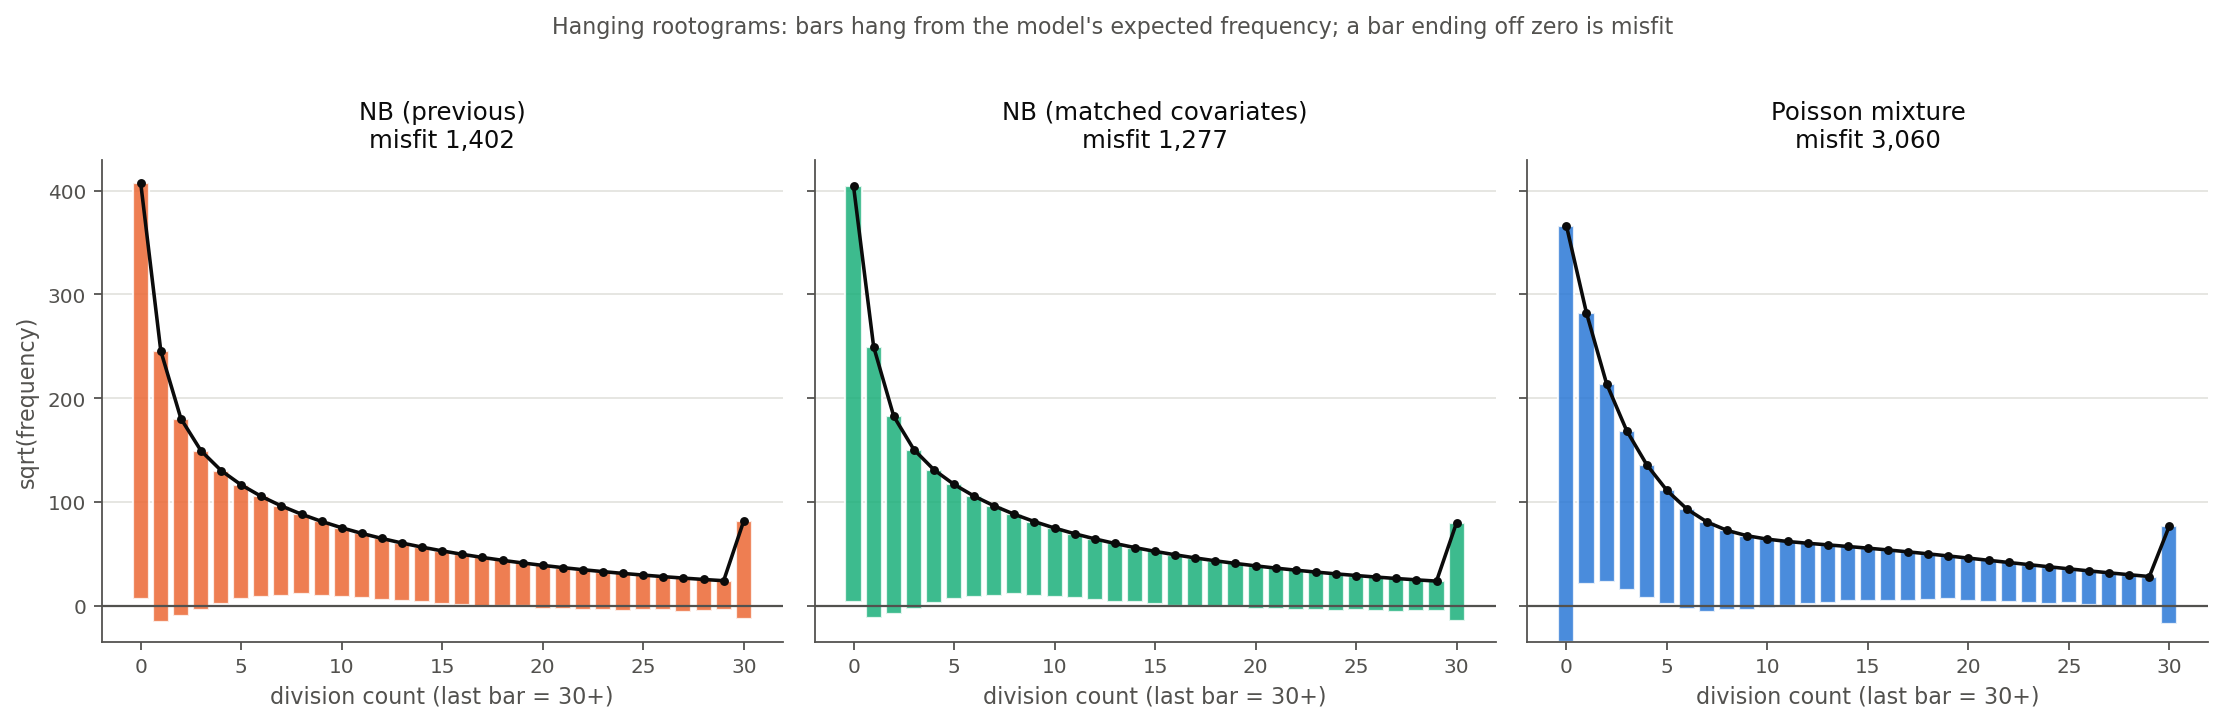 Hanging rootograms: bars hang from the model's expected frequency; a bar ending off zero is misfit
NB (previous)
misfit 1,402
NB (matched covariates)
misfit 1,277
Poisson mixture
misfit 3,060
sqrt(frequency)
400
300
200
100
0
0 5 10 15 20 25 30
0 5 10 15 20 25 30
0 5 10 15 20 25 30
division count (last bar = 30+)
division count (last bar = 30+)
division count (last bar = 30+)